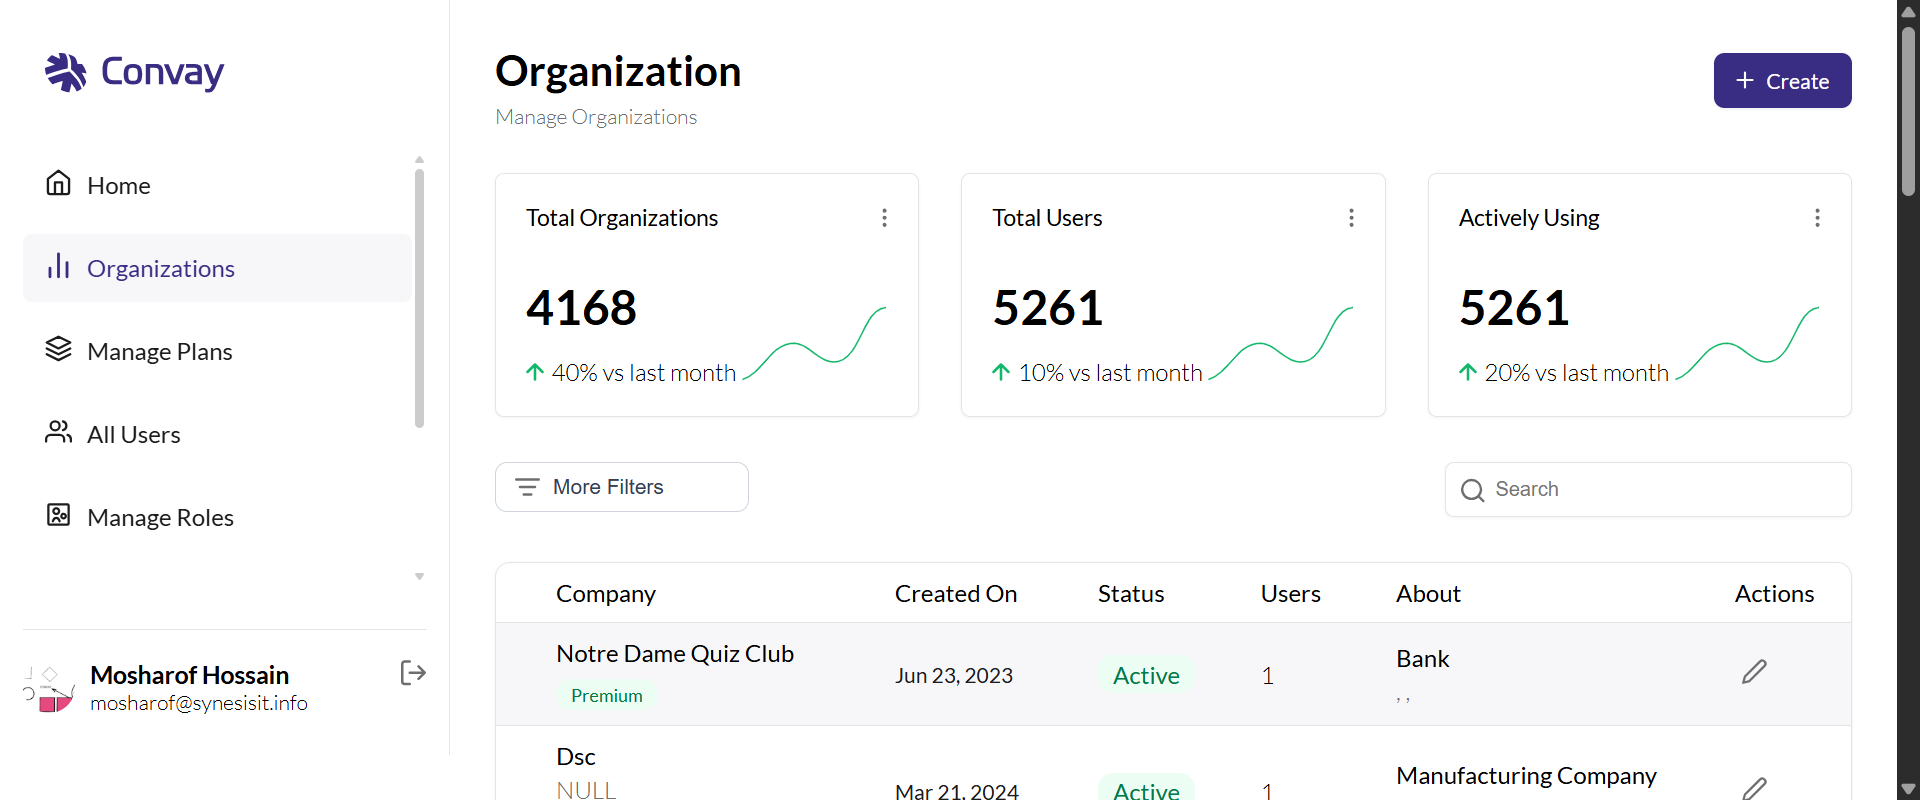 Convay
Home
Organizations
Manage Plans
All Users
Manage Roles
Mosharof Hossain
mosharof@synesisit.info
Organization
Manage Organizations
+ Create
Total Organizations
4168
40% vs last month
Total Users
5261
10% vs last month
Actively Using
5261
20% vs last month
More Filters
Search
Company Created On Status Users About Actions
Notre Dame Quiz Club
Premium
Jun 23, 2023
Active
1
Bank
, ,
Dsc
NULL
Mar 21, 2024
Active
1
Manufacturing Company